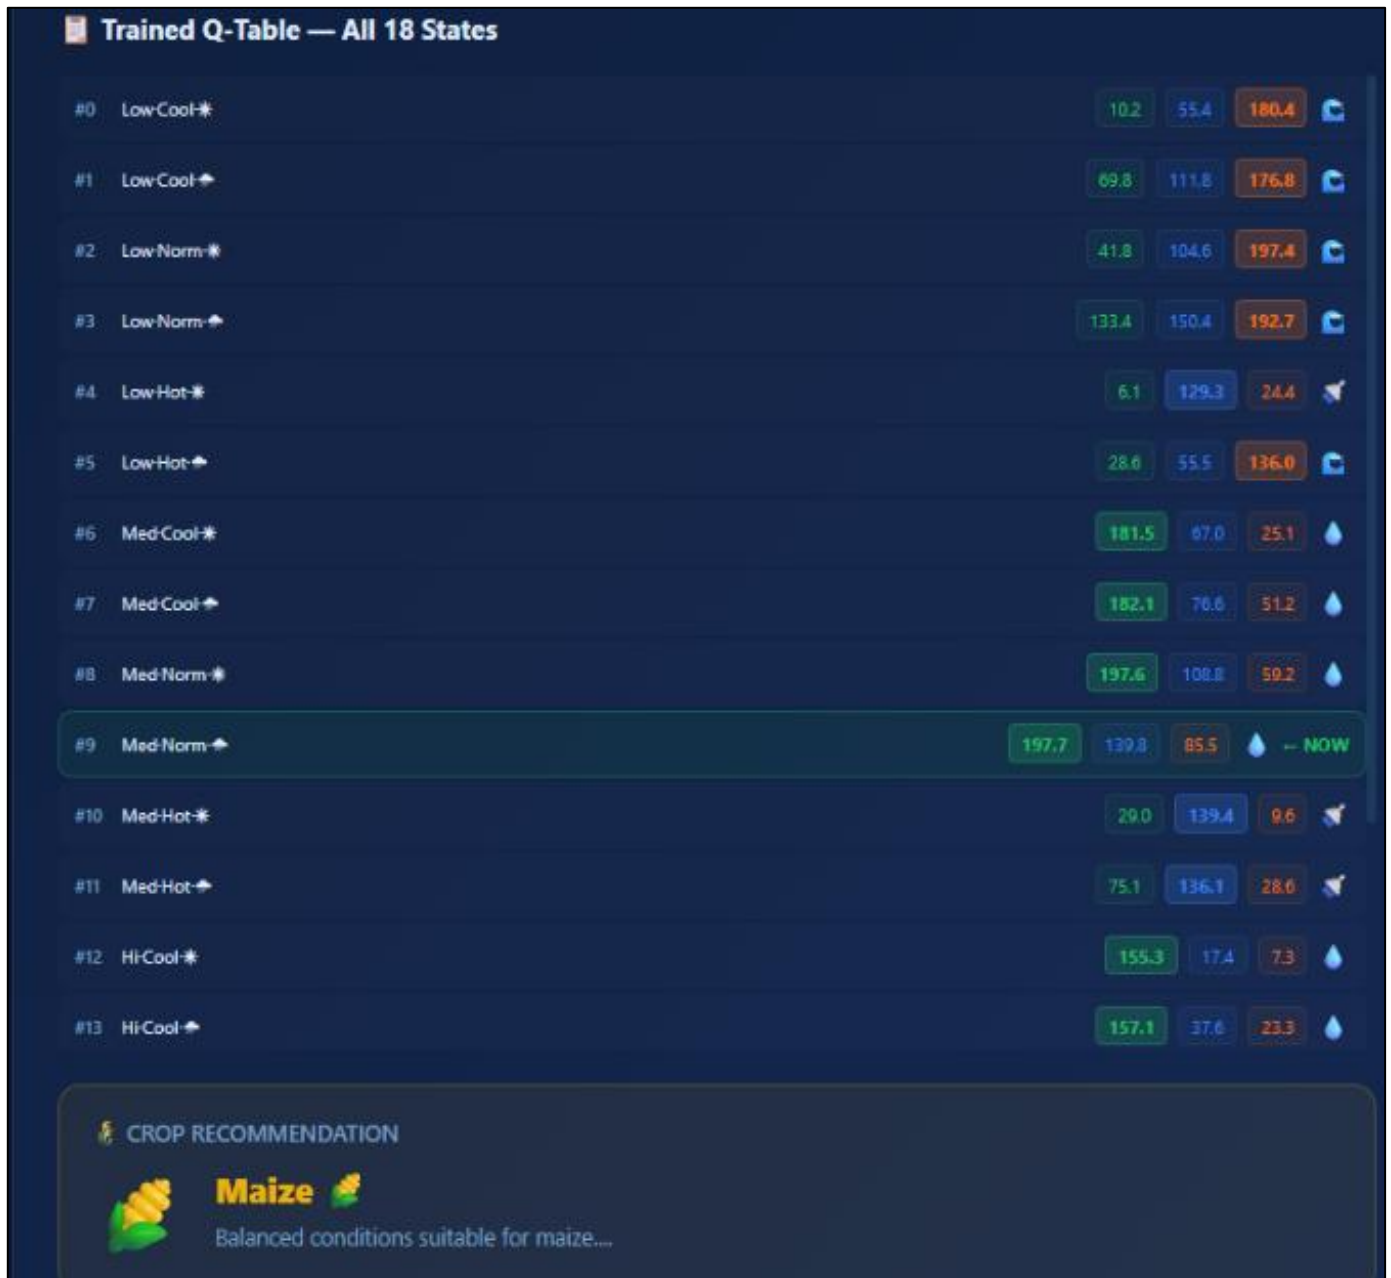 📋 Trained Q-Table — All 18 States
#0 Low·Cool·☀ 10.2 55.4 180.4 🌊
#1 Low·Cool·🌧 69.8 111.8 176.8 🌊
#2 Low·Norm·☀ 41.8 104.6 197.4 🌊
#3 Low·Norm·🌧 133.4 150.4 192.7 🌊
#4 Low·Hot·☀ 6.1 129.3 24.4 🚿
#5 Low·Hot·🌧 28.6 55.5 136.0 🌊
#6 Med·Cool·☀ 181.5 67.0 25.1 💧
#7 Med·Cool·🌧 182.1 76.6 51.2 💧
#8 Med·Norm·☀ 197.6 108.8 59.2 💧
#9 Med·Norm·🌧 197.7 139.8 85.5 💧 ← NOW
#10 Med·Hot·☀ 29.0 139.4 9.6 🚿
#11 Med·Hot·🌧 75.1 136.1 28.6 🚿
#12 Hi·Cool·☀ 155.3 17.4 7.3 💧
#13 Hi·Cool·🌧 157.1 37.6 23.3 💧
CROP RECOMMENDATION
Maize 🌽
Balanced conditions suitable for maize....